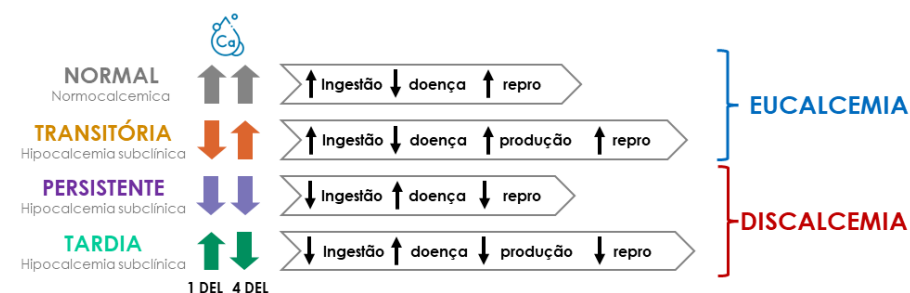 Ca
NORMAL
Normocalcemica
Ingestão doença repro
TRANSITÓRIA
Hipocalcemia subclínica
Ingestão doença produção repro
EUCALCEMIA
PERSISTENTE
Hipocalcemia subclínica
Ingestão doença repro
TARDIA
Hipocalcemia subclínica
Ingestão doença produção repro
DISCALCEMIA
1 DEL 4 DEL